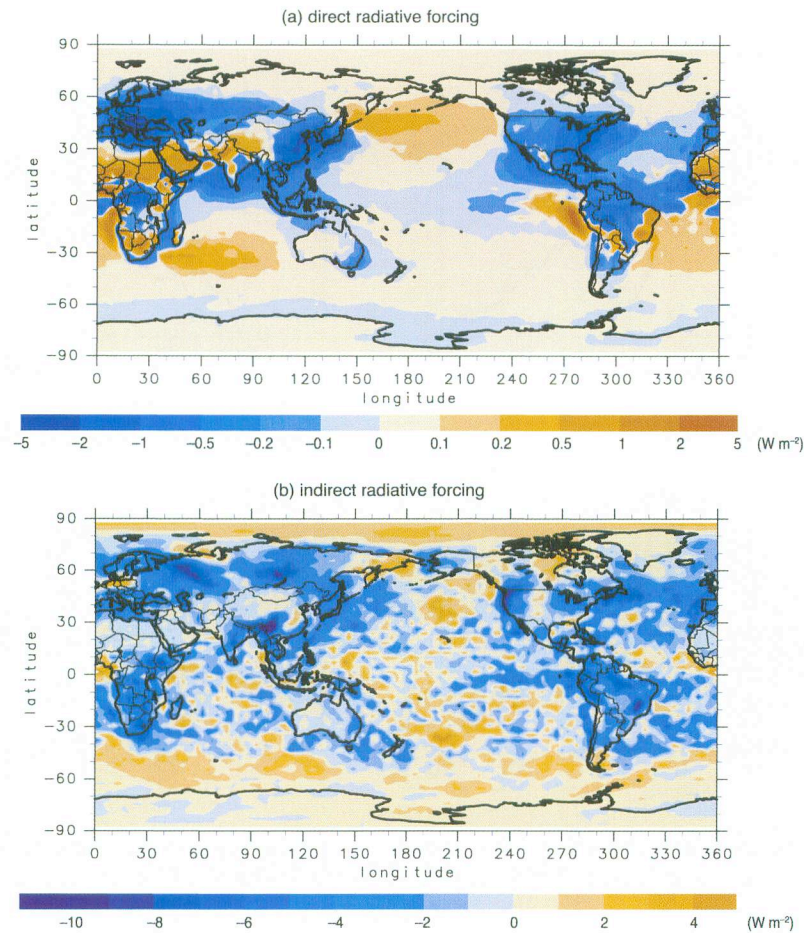 (a) direct radiative forcing
90
60
30
0
−30
−60
−90
latitude
0 30 60 90 120 150 180 210 240 270 300 330 360
longitude
−5 −2 −1 −0.5 −0.2 −0.1 0 0.1 0.2 0.5 1 2 5 (W m⁻²)
(b) indirect radiative forcing
90
60
30
0
−30
−60
−90
latitude
0 30 60 90 120 150 180 210 240 270 300 330 360
longitude
−10 −8 −6 −4 −2 0 2 4 (W m⁻²)